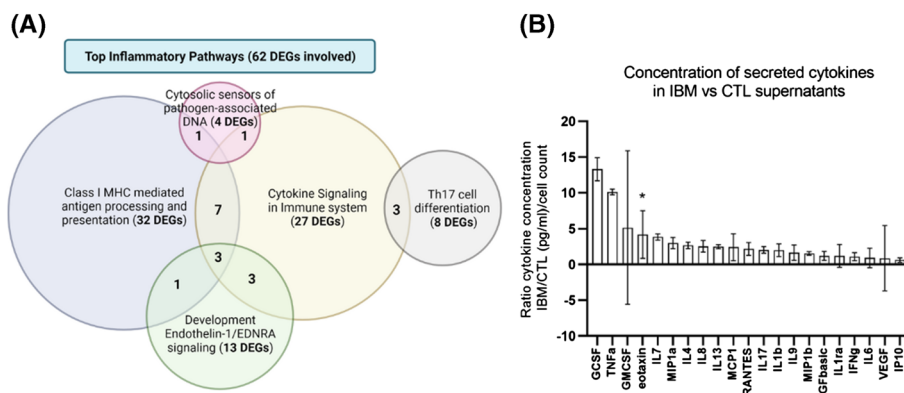 (A)
Top Inflammatory Pathways (62 DEGs involved)
Cytosolic sensors of
pathogen-associated
DNA (4 DEGs)
1
1
Class I MHC mediated
antigen processing and
presentation (32 DEGs)
7
Cytokine Signaling
in Immune system
(27 DEGs)
3
Th17 cell
differentiation
(8 DEGs)
3
1
3
Development
Endothelin-1/EDNRA
signaling (13 DEGs)
(B)
Concentration of secreted cytokines
in IBM vs CTL supernatants
Ratio cytokine concentration
IBM/CTL (pg/ml)/cell count
20
15
10
5
0
-5
-10
*
GCSF
TNFa
GMCSF
eotaxin
IL7
MIP1a
IL4
IL8
IL13
MCP1
RANTES
IL17
IL1b
IL9
MIP1b
GFbasic
IL1ra
IFNg
IL6
VEGF
IP10